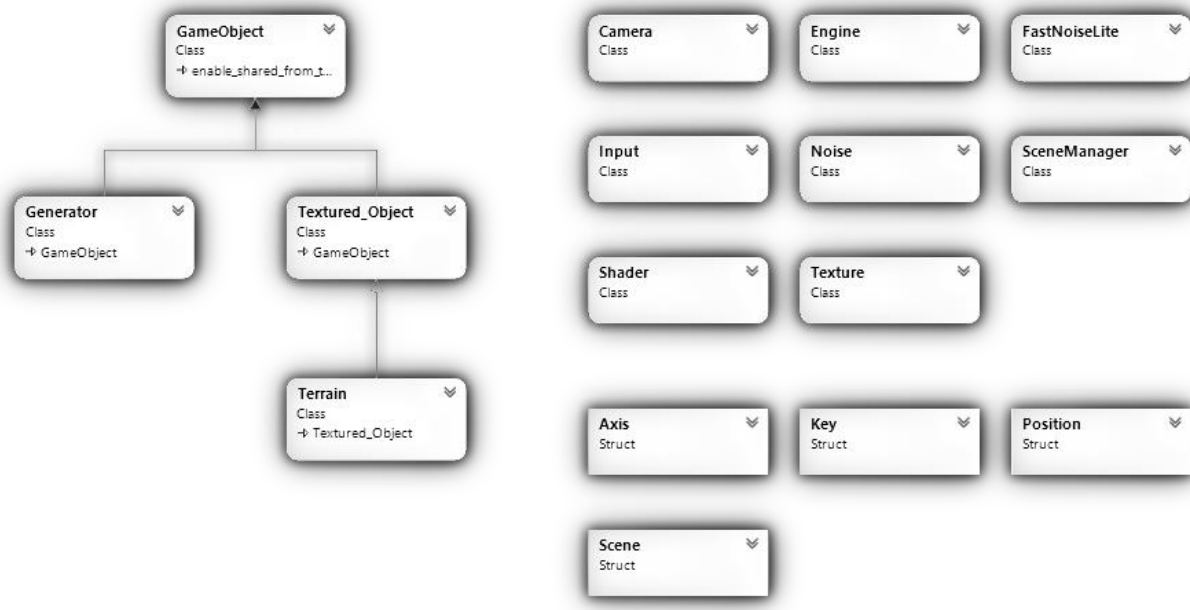 GameObject
Class
enable_shared_from_t...
Generator
Class
GameObject
Textured_Object
Class
GameObject
Terrain
Class
Textured_Object
Camera
Class
Engine
Class
FastNoiseLite
Class
Input
Class
Noise
Class
SceneManager
Class
Shader
Class
Texture
Class
Axis
Struct
Key
Struct
Position
Struct
Scene
Struct